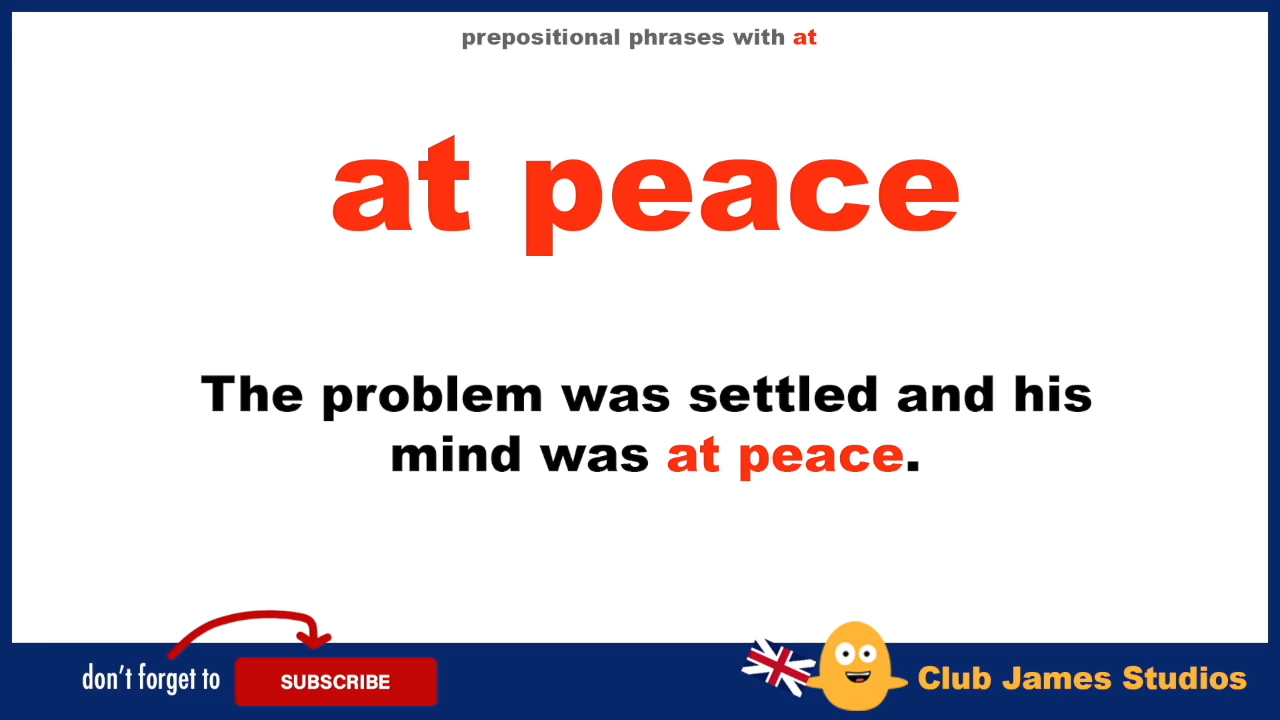 prepositional phrases with at
at peace
The problem was settled and his
mind was at peace.
don't forget to
SUBSCRIBE
Club James Studios